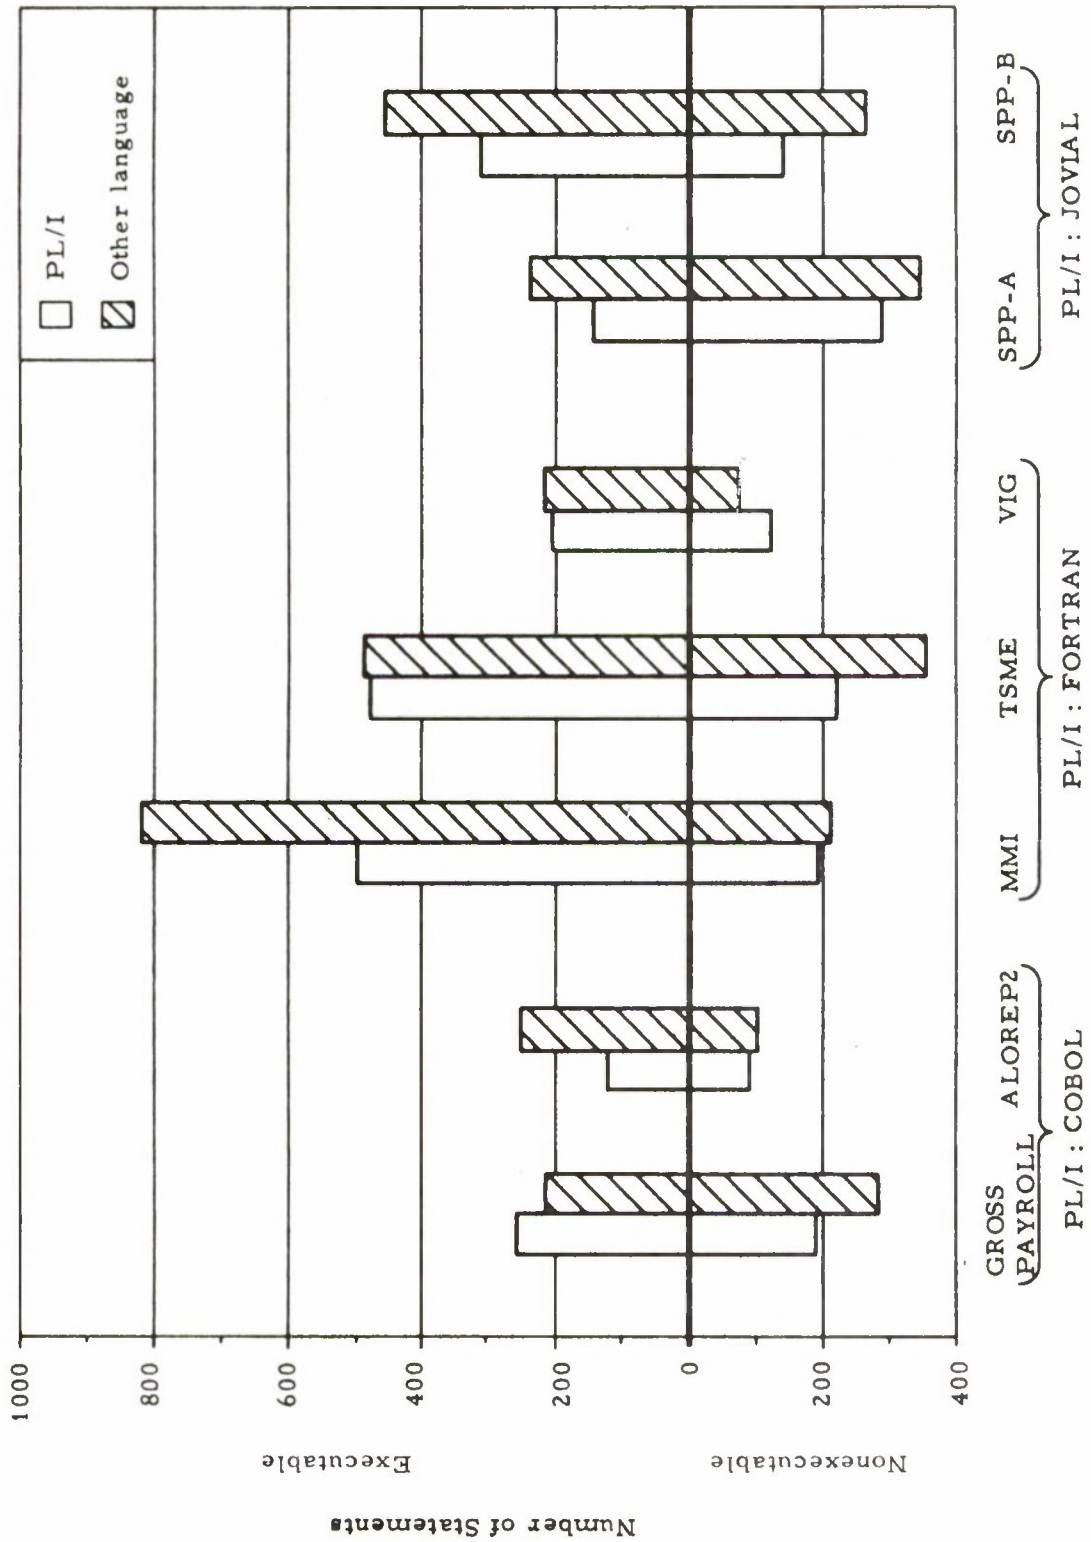 PL/I
Other language
1000
800
600
400
200
0
200
400
Executable
Nonexecutable
Number of Statements
GROSS
PAYROLL
ALOREP2
MMI
TSME
VIG
SPP-A
SPP-B
PL/I : COBOL
PL/I : FORTRAN
PL/I : JOVIAL